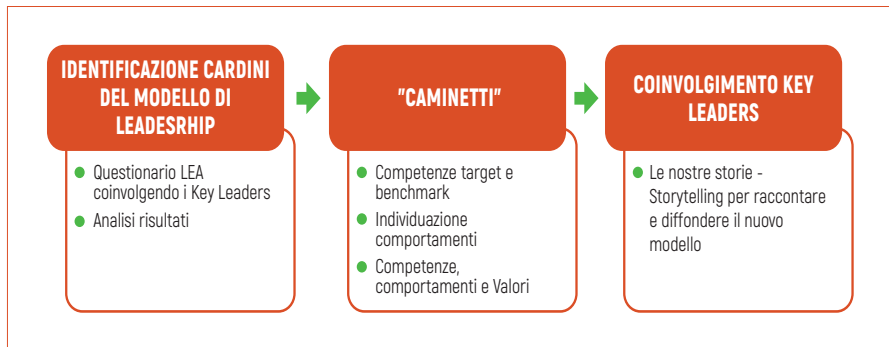 IDENTIFICAZIONE CARDINI
DEL MODELLO DI
LEADESRHIP
Questionario LEA
coinvolgendo i Key Leaders
Analisi risultati
"CAMINETTI"
Competenze target e
benchmark
Individuazione
comportamenti
Competenze,
comportamenti e Valori
COINVOLGIMENTO KEY
LEADERS
Le nostre storie -
Storytelling per raccontare
e diffondere il nuovo
modello